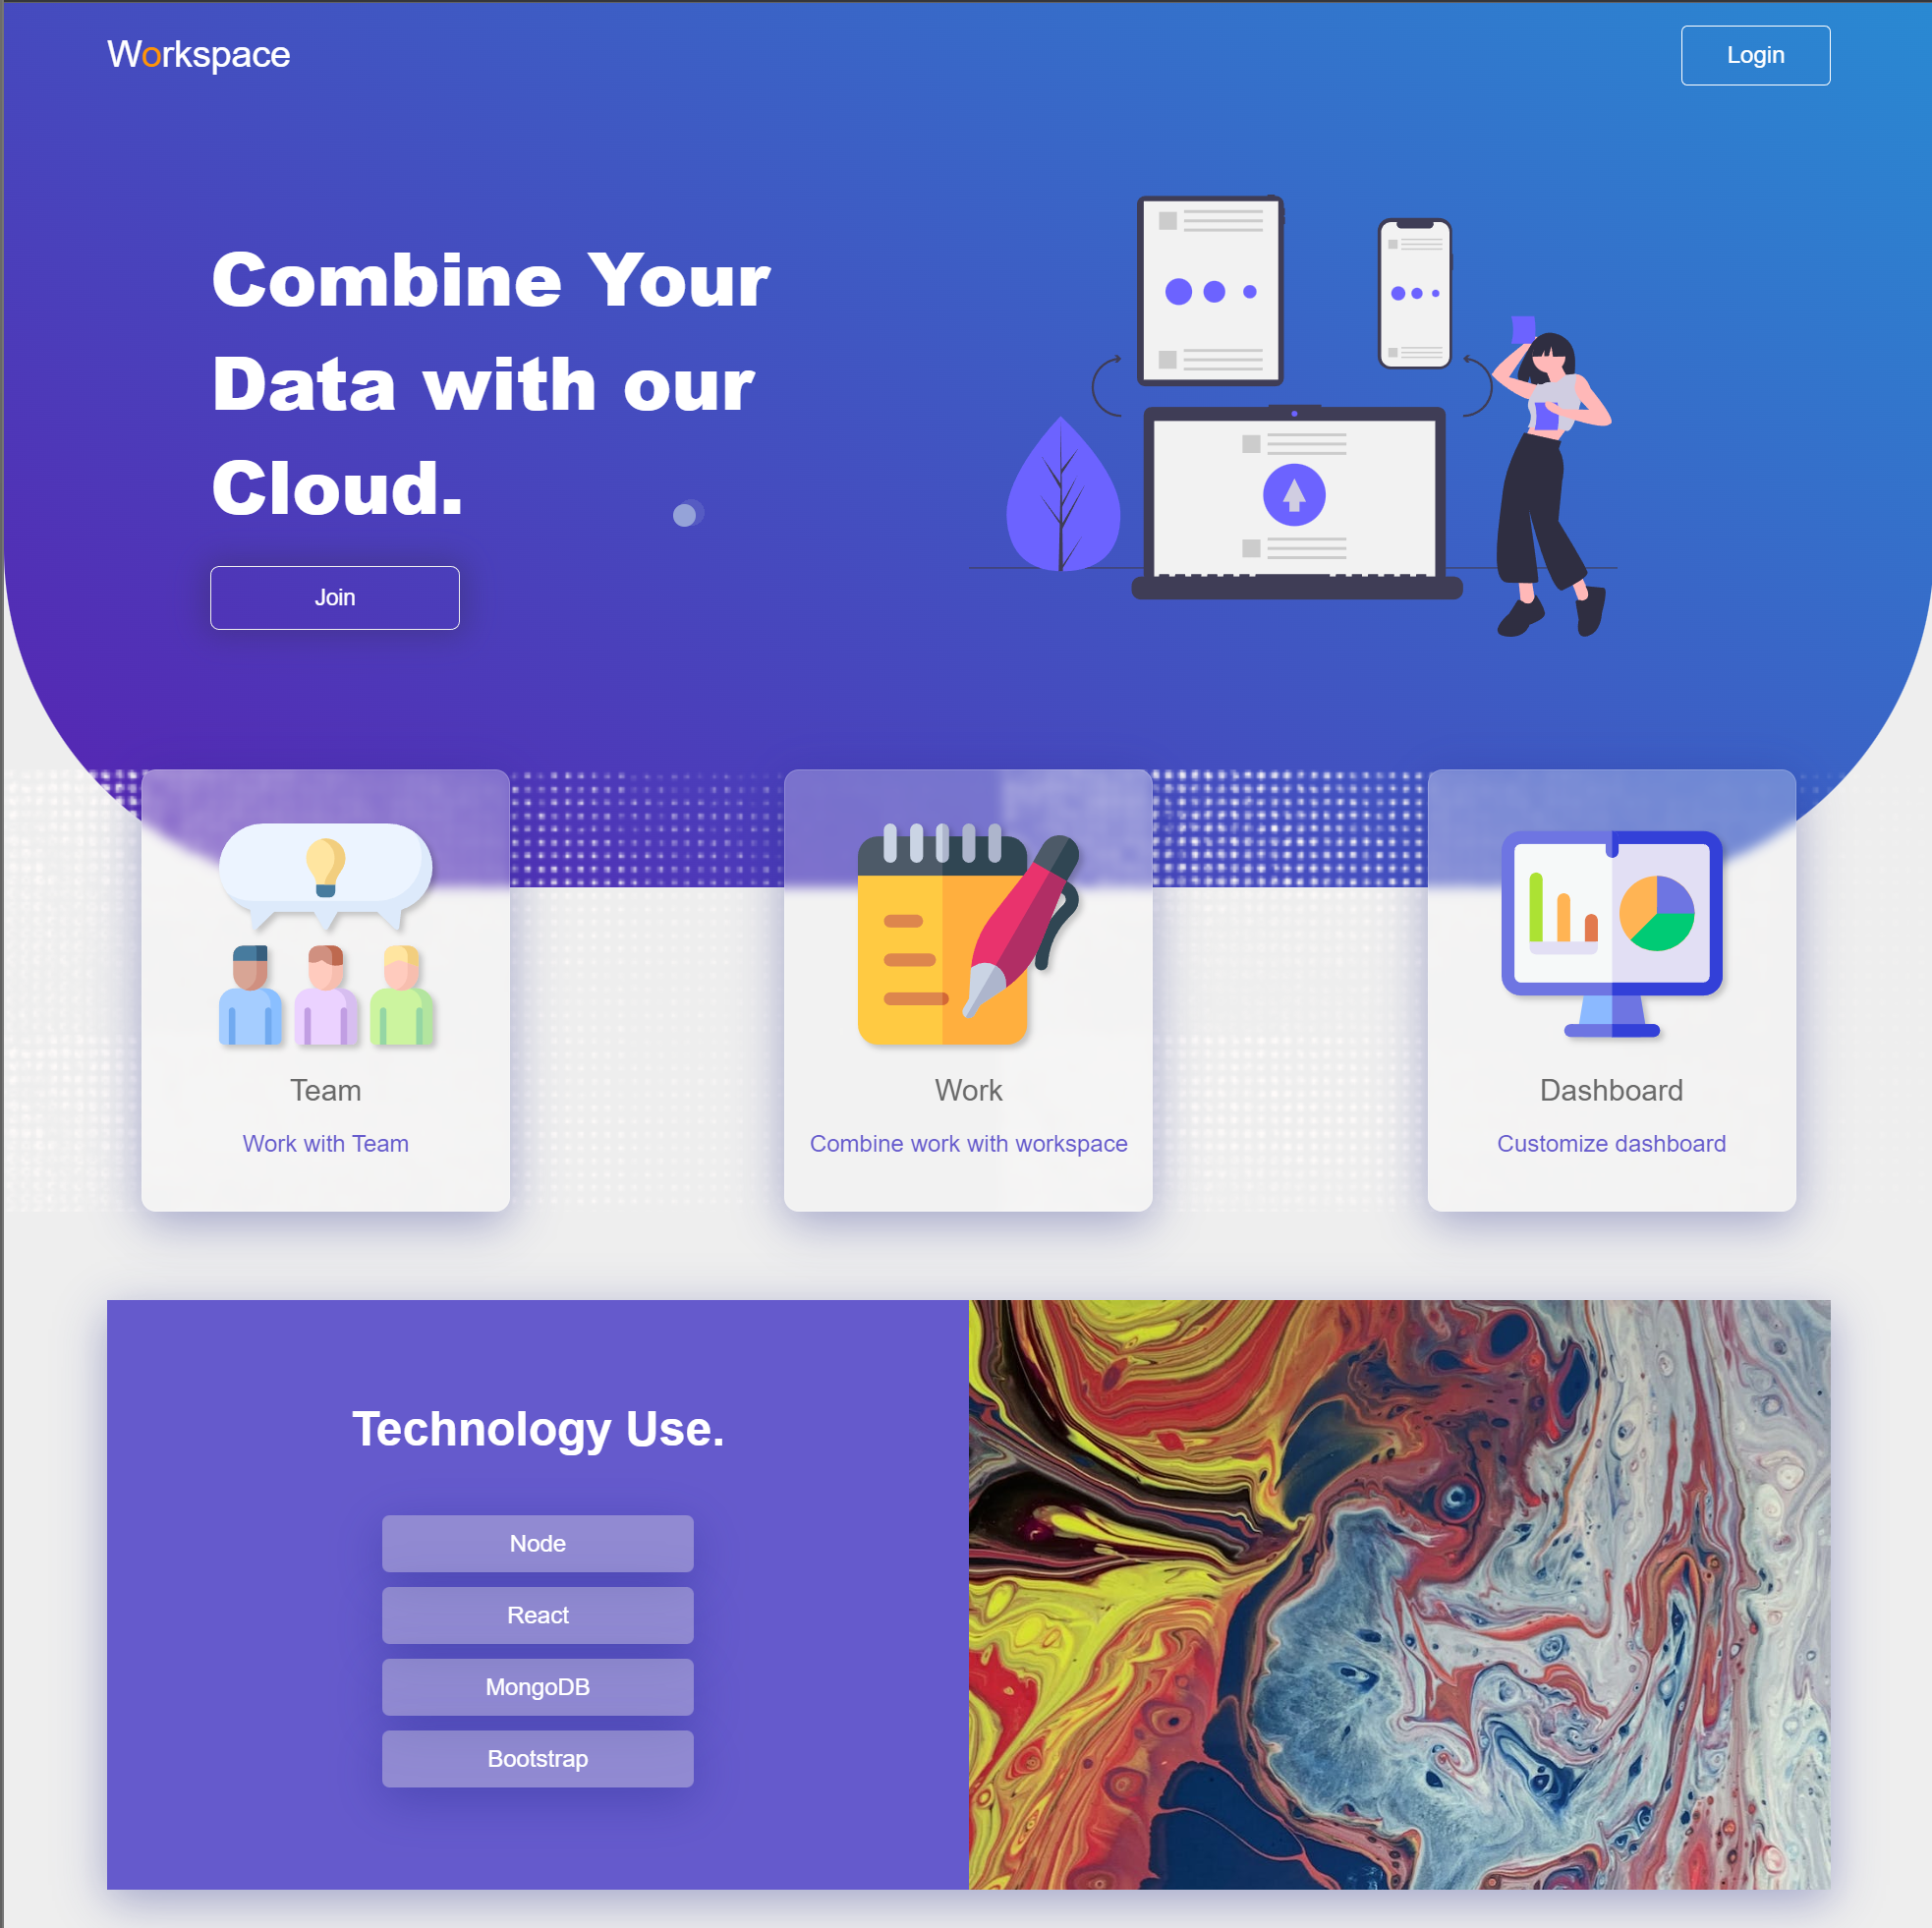 Workspace
Login
Combine Your
Data with our
Cloud.
Join
Team
Work with Team
Work
Combine work with workspace
Dashboard
Customize dashboard
Technology Use.
Node
React
MongoDB
Bootstrap